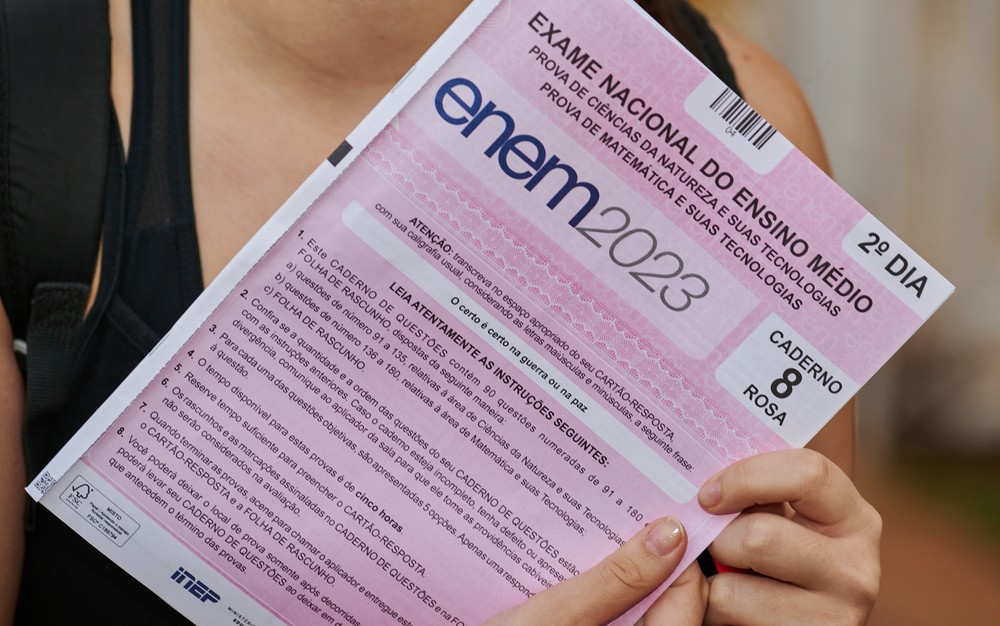 EXAME NACIONAL DO ENSINO MÉDIO
PROVA DE CIÊNCIAS DA NATUREZA E SUAS TECNOLOGIAS
PROVA DE MATEMÁTICA E SUAS TECNOLOGIAS
04
2º DIA
enem2023
CADERNO
8
ROSA
ATENÇÃO: transcreva no espaço apropriado do seu CARTÃO-RESPOSTA,
com sua caligrafia usual, considerando as letras maiúsculas e minúsculas, a seguinte frase:
O certo é certo na guerra ou na paz
LEIA ATENTAMENTE AS INSTRUÇÕES SEGUINTES:
1. Este CADERNO DE QUESTÕES contém 90 questões numeradas de 91 a 180
FOLHA DE RASCUNHO, dispostas da seguinte maneira:
a) questões de número 91 a 135, relativas à área de Ciências da Natureza e suas Tecnologias;
b) questões de número 136 a 180, relativas à área de Matemática e suas Tecnologias;
c) FOLHA DE RASCUNHO.
2. Confira se a quantidade e a ordem das questões do seu CADERNO DE QUESTÕES estão
com as instruções anteriores. Caso o caderno esteja incompleto, tenha defeito ou apresente
divergência, comunique ao aplicador da sala para que ele tome as providências cabíveis.
3. Para cada uma das questões objetivas, são apresentadas 5 opções. Apenas uma responde
à questão.
4. O tempo disponível para estas provas é de cinco horas
5. Reserve tempo suficiente para preencher o CARTÃO-RESPOSTA.
6. Os rascunhos e as marcações assinaladas no CADERNO DE QUESTÕES e na FO
não serão considerados na avaliação.
7. Quando terminar as provas, acene para chamar o aplicador e entregue este
o CARTÃO-RESPOSTA e a FOLHA DE RASCUNHO.
8. Você poderá deixar o local de prova somente após decorridas
poderá levar seu CADERNO DE QUESTÕES ao deixar em d
que antecedem o término das provas.
FSC
MISTO
INEP